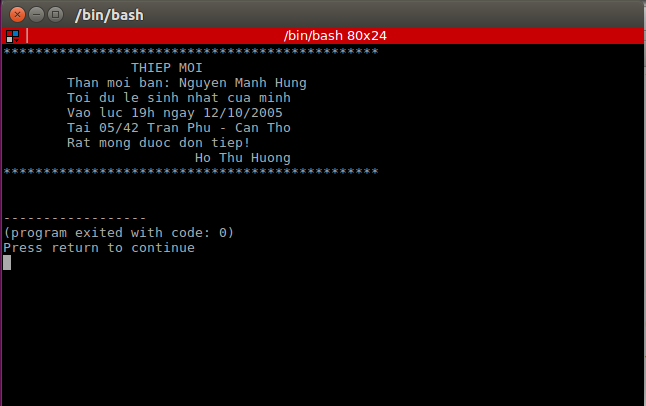 /bin/bash
/bin/bash 80x24
***********************************************
THIEP MOI
Than moi ban: Nguyen Manh Hung
Toi du le sinh nhat cua minh
Vao luc 19h ngay 12/10/2005
Tai 05/42 Tran Phu - Can Tho
Rat mong duoc don tiep!
Ho Thu Huong
***********************************************
------------------
(program exited with code: 0)
Press return to continue